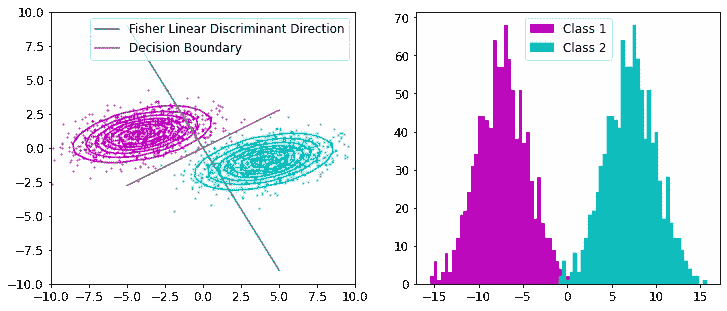 Fisher Linear Discriminant Direction
Decision Boundary
10.0
7.5
5.0
2.5
0.0
−2.5
−5.0
−7.5
−10.0
−10.0 −7.5 −5.0 −2.5 0.0 2.5 5.0 7.5 10.0
Class 1
Class 2
70
60
50
40
30
20
10
0
−15 −10 −5 0 5 10 15